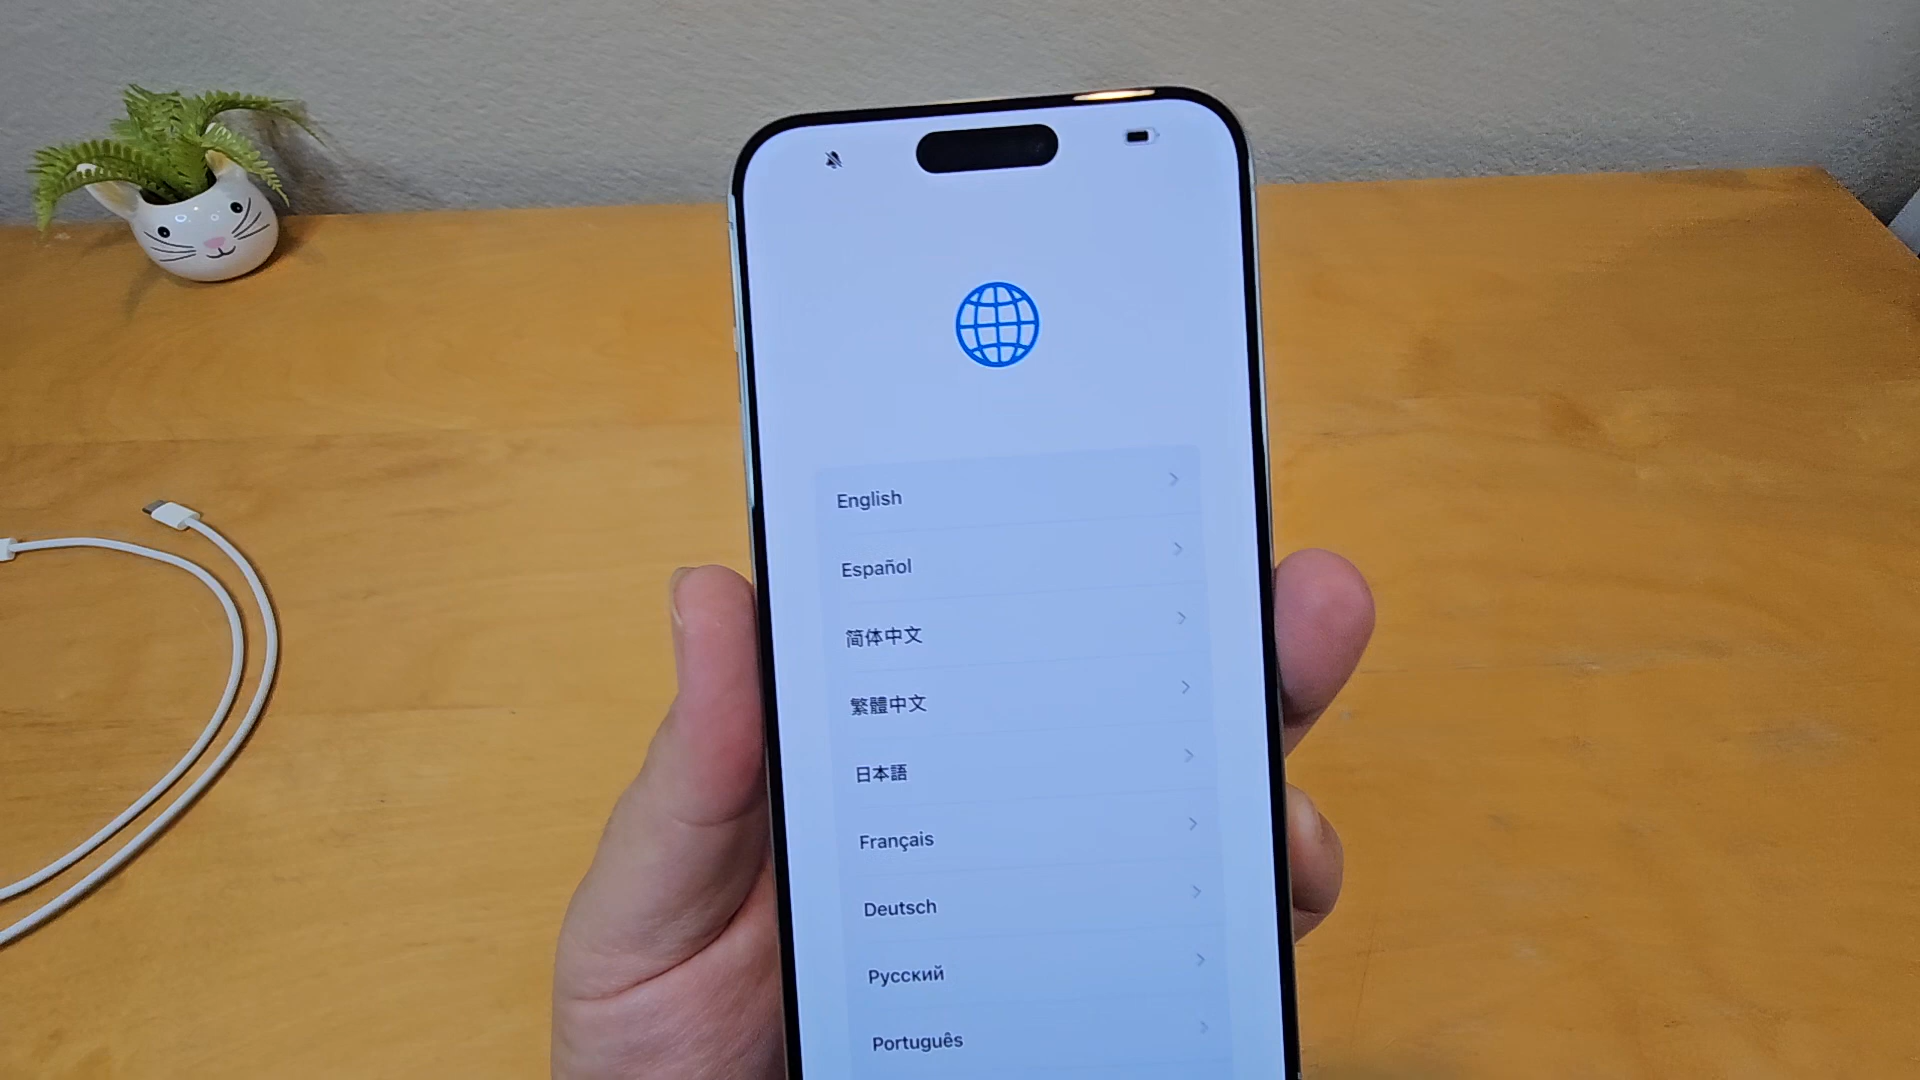 English
Español
简体中文
繁體中文
日本語
Français
Deutsch
Русский
Português